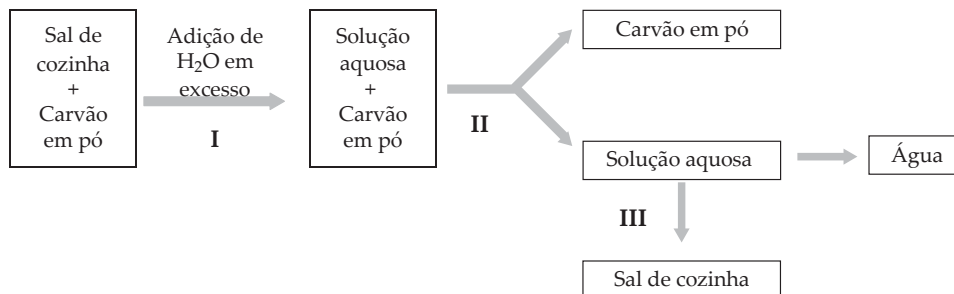 Sal de
cozinha
+
Carvão
em pó
Adição de
H₂O em
excesso
I
Solução
aquosa
+
Carvão
em pó
II
Carvão em pó
Solução aquosa
Água
III
Sal de cozinha